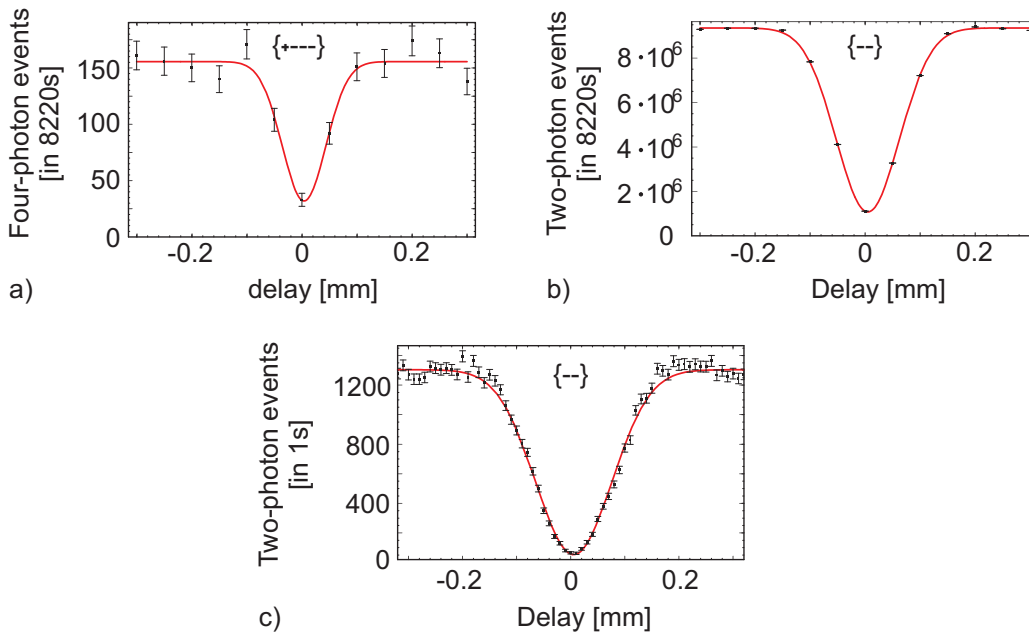 Four-photon events
[in 8220s]
150
100
50
0
{+---}
-0.2
0
0.2
delay [mm]
a)
Two-photon events
[in 8220s]
8•10⁶
6•10⁶
4•10⁶
2•10⁶
0
{--}
-0.2
0
0.2
Delay [mm]
b)
Two-photon events
[in 1s]
1200
800
400
0
{--}
-0.2
0
0.2
Delay [mm]
c)